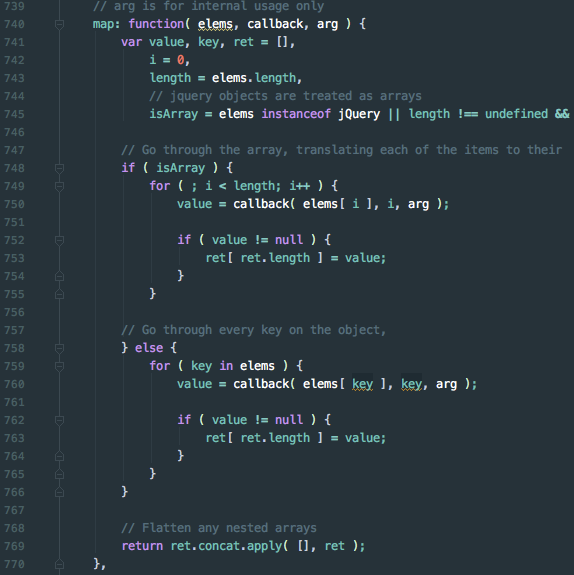 739 // arg is for internal usage only
740 map: function( elems, callback, arg ) {
741 var value, key, ret = [],
742 i = 0,
743 length = elems.length,
744 // jquery objects are treated as arrays
745 isArray = elems instanceof jQuery || length !== undefined &&
746
747 // Go through the array, translating each of the items to their
748 if ( isArray ) {
749 for ( ; i < length; i++ ) {
750 value = callback( elems[ i ], i, arg );
751
752 if ( value != null ) {
753 ret[ ret.length ] = value;
754 }
755 }
756
757 // Go through every key on the object,
758 } else {
759 for ( key in elems ) {
760 value = callback( elems[ key ], key, arg );
761
762 if ( value != null ) {
763 ret[ ret.length ] = value;
764 }
765 }
766 }
767
768 // Flatten any nested arrays
769 return ret.concat.apply( [], ret );
770 },